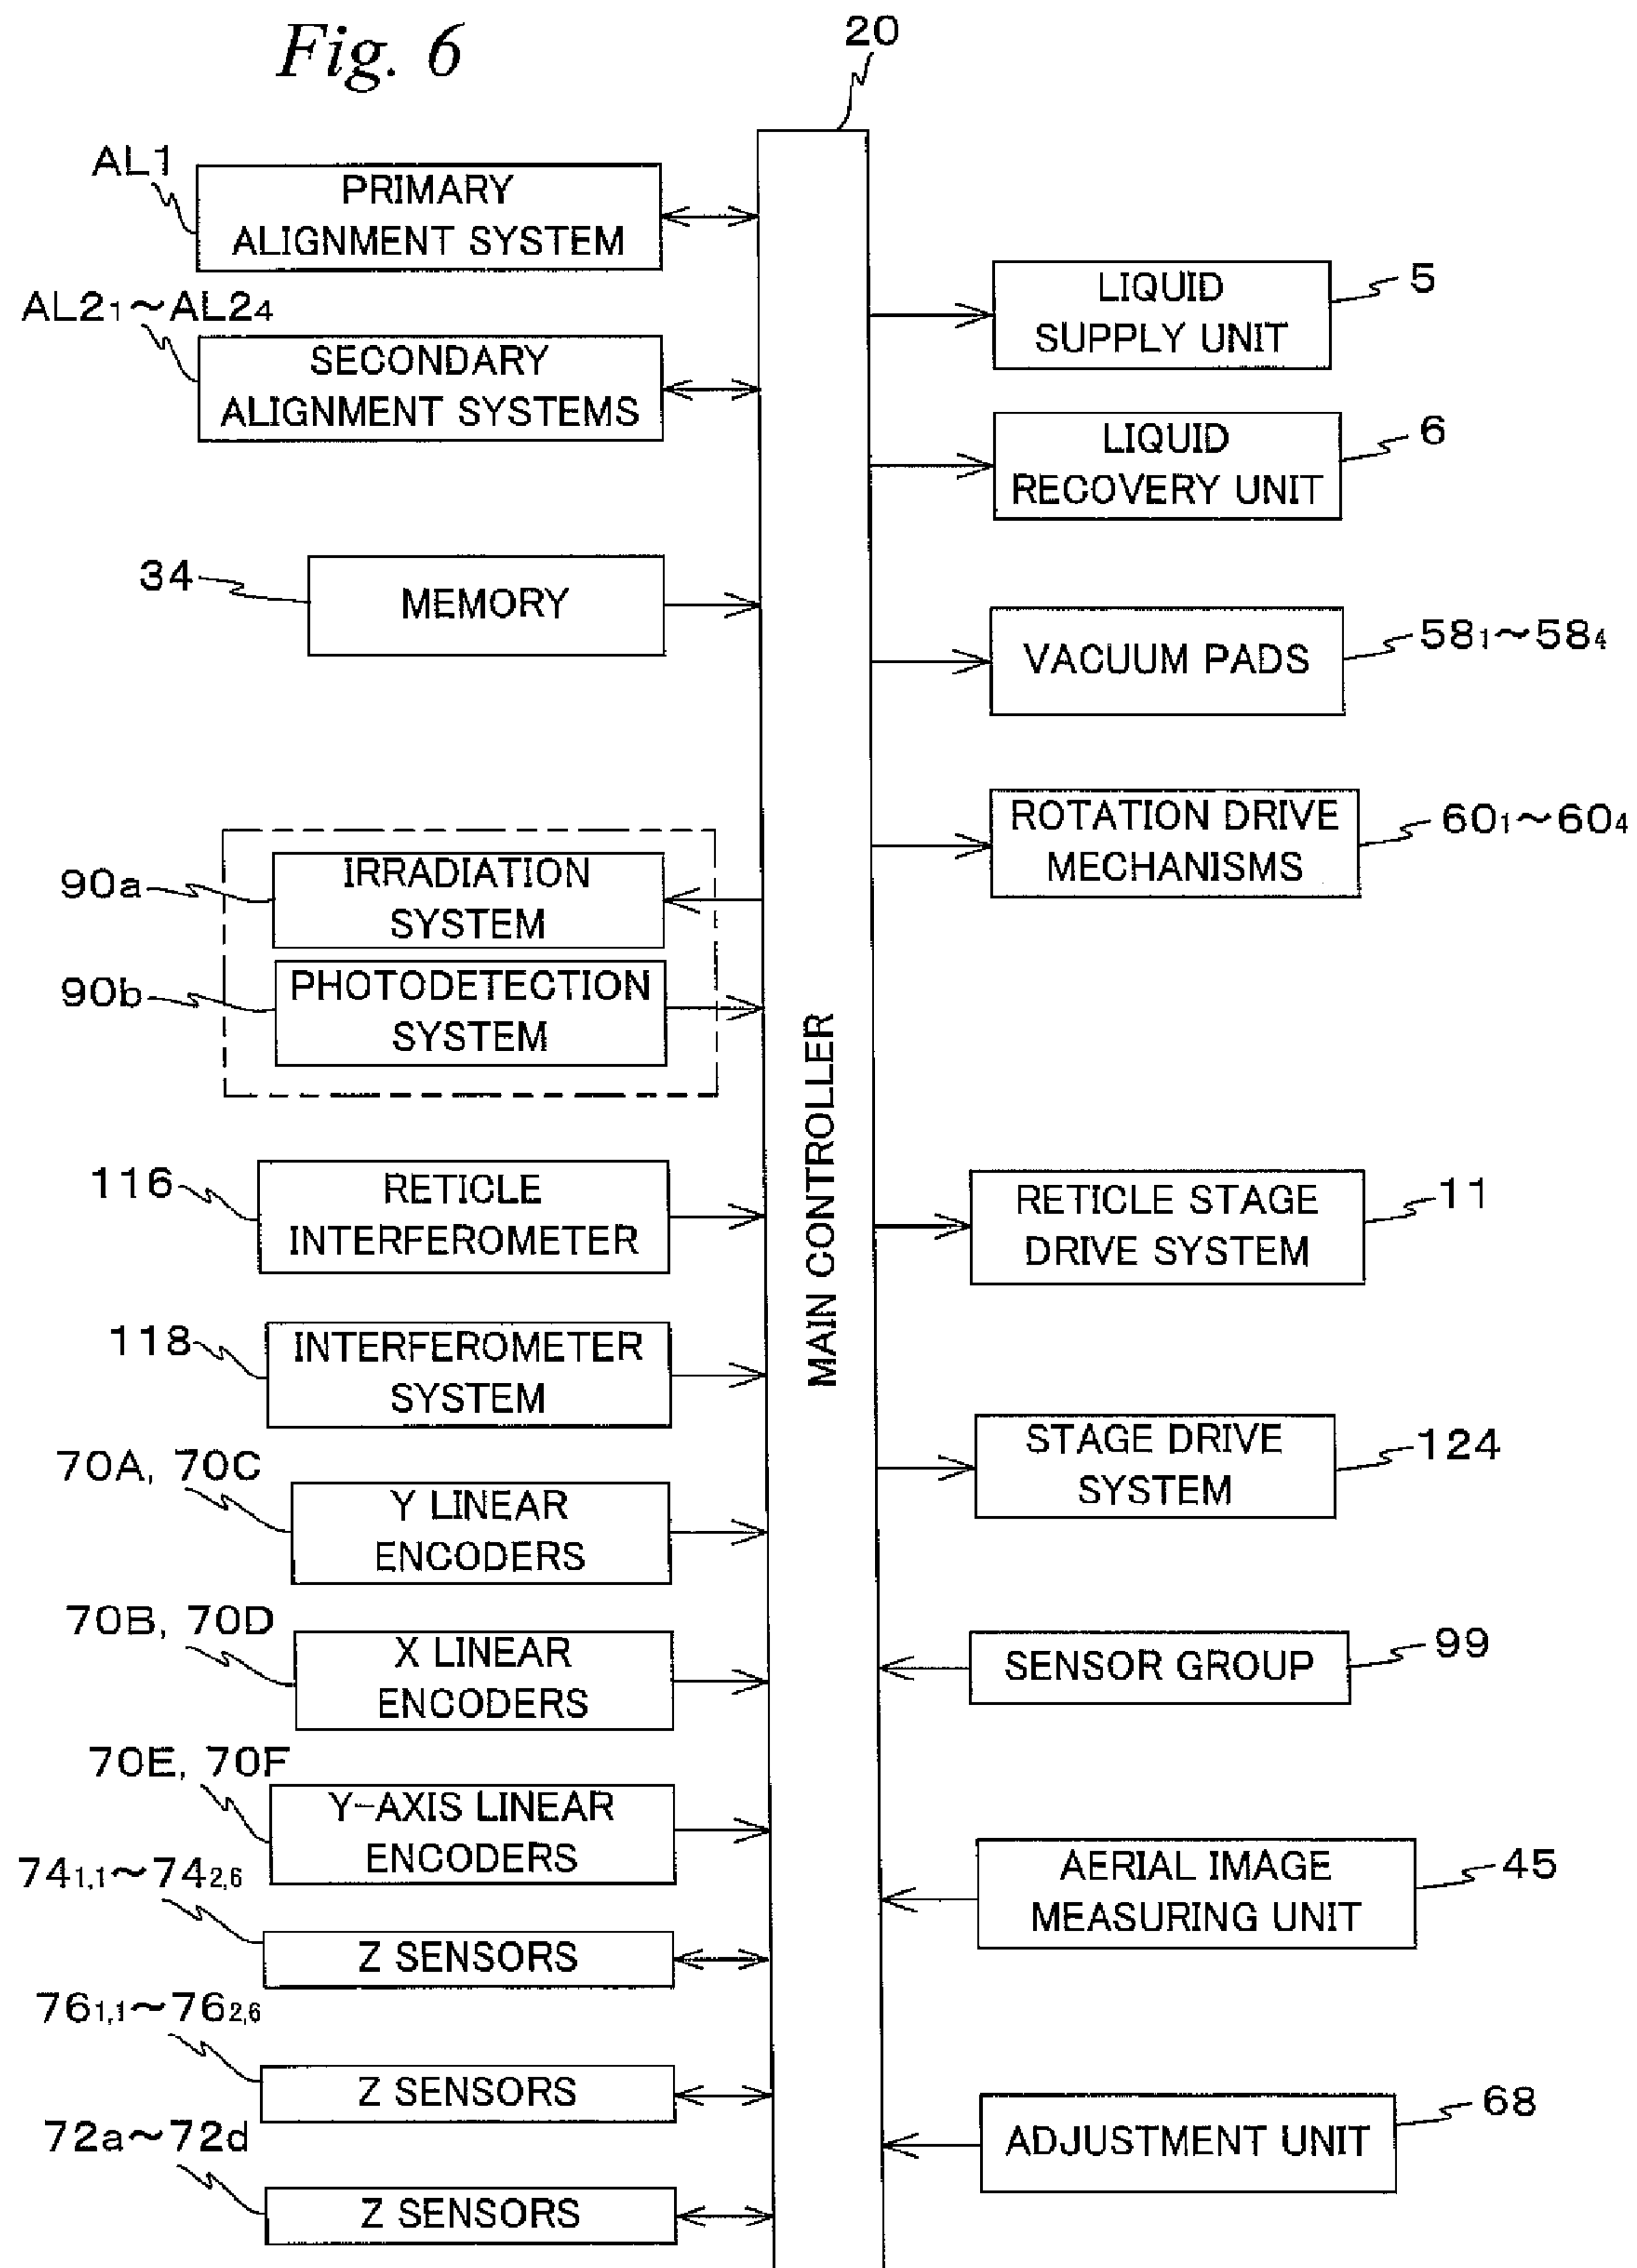 Fig. 6
20
AL1
PRIMARY
ALIGNMENT SYSTEM
AL2₁~AL2₄
SECONDARY
ALIGNMENT SYSTEMS
34
MEMORY
90a
IRRADIATION
SYSTEM
90b
PHOTODETECTION
SYSTEM
116
RETICLE
INTERFEROMETER
118
INTERFEROMETER
SYSTEM
70A, 70C
Y LINEAR
ENCODERS
70B, 70D
X LINEAR
ENCODERS
70E, 70F
Y-AXIS LINEAR
ENCODERS
74₁,₁~74₂,₆
Z SENSORS
76₁,₁~76₂,₆
Z SENSORS
72a~72d
Z SENSORS
MAIN CONTROLLER
LIQUID
SUPPLY UNIT
5
LIQUID
RECOVERY UNIT
6
VACUUM PADS
58₁~58₄
ROTATION DRIVE
MECHANISMS
60₁~60₄
RETICLE STAGE
DRIVE SYSTEM
11
STAGE DRIVE
SYSTEM
124
SENSOR GROUP
99
AERIAL IMAGE
MEASURING UNIT
45
ADJUSTMENT UNIT
68